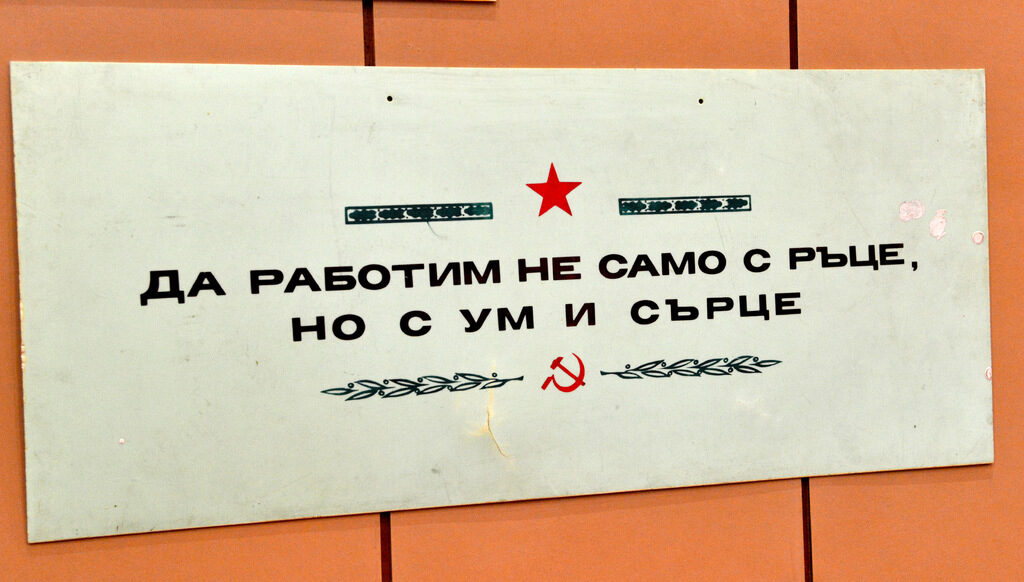 ДА РАБОТИМ НЕ САМО С РЪЦЕ,
НО С УМ И СЪРЦЕ